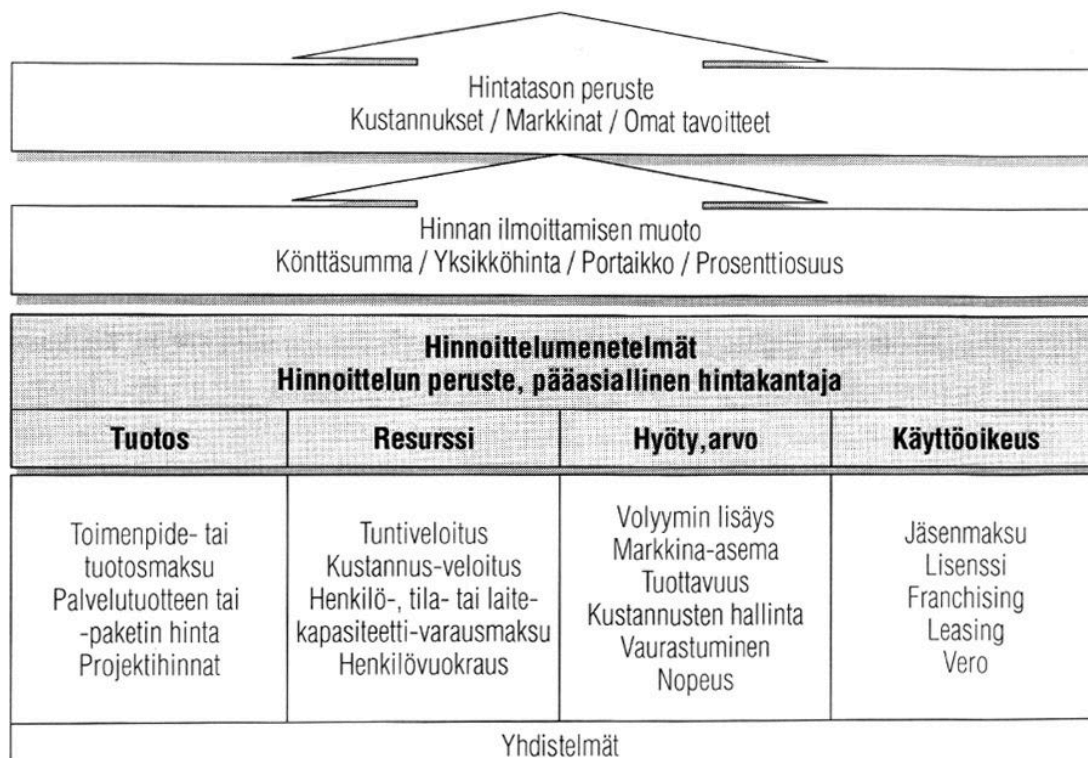 Hintatason peruste
Kustannukset / Markkinat / Omat tavoitteet
Hinnan ilmoittamisen muoto
Könttäsumma / Yksikköhinta / Portaikko / Prosenttiosuus
Hinnoittelumenetelmät
Hinnoittelun peruste, pääasiallinen hintakantaja
Tuotos
Resurssi
Hyöty,arvo
Käyttöoikeus
Toimenpide- tai
tuotosmaksu
Palvelutuotteen tai
-paketin hinta
Projektihinnat
Tuntiveloitus
Kustannus-veloitus
Henkilö-, tila- tai laite-
kapasiteetti-varausmaksu
Henkilövuokraus
Volyymin lisäys
Markkina-asema
Tuottavuus
Kustannusten hallinta
Vaurastuminen
Nopeus
Jäsenmaksu
Lisenssi
Franchising
Leasing
Vero
Yhdistelmät